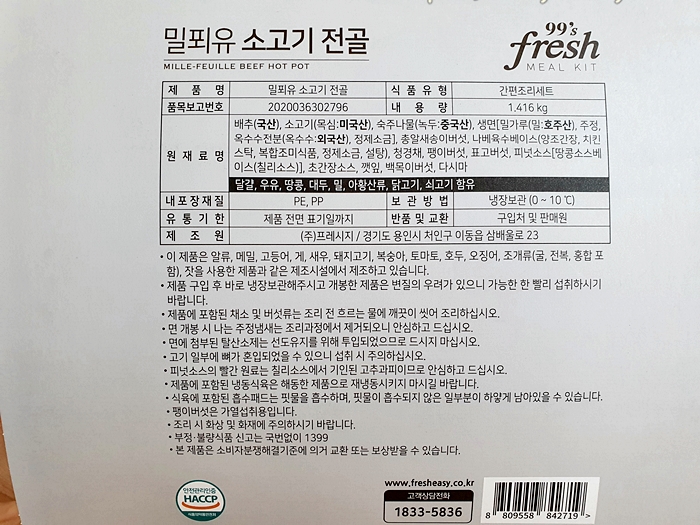 밀푀유 소고기 전골
MILLE-FEUILLE BEEF HOT POT
99's
fresh
MEAL KIT
제 품 명 밀푀유 소고기 전골 식 품 유 형 간편조리세트
품목보고번호 2020036302796 내 용 량 1.416 kg
원 재 료 명
배추(국산), 소고기(목심:미국산), 숙주나물(녹두:중국산), 생면[밀가루(밀:호주산), 주정,
옥수수전분(옥수수:외국산), 정제소금], 총알새송이버섯, 나베육수베이스(양조간장, 치킨
스탁, 복합조미식품, 정제소금, 설탕), 청경채, 팽이버섯, 표고버섯, 피넛소스[땅콩소스베
이스(칠리소스)], 초간장소스, 깻잎, 백목이버섯, 다시마
달걀, 우유, 땅콩, 대두, 밀, 아황산류, 닭고기, 쇠고기 함유
내포장재질 PE, PP 보 관 방 법 냉장보관 (0 ~ 10 ℃)
유 통 기 한 제품 전면 표기일까지 반품 및 교환 구입처 및 판매원
제 조 원 (주)프레시지 / 경기도 용인시 처인구 이동읍 삼배울로 23
• 이 제품은 알류, 메밀, 고등어, 게, 새우, 돼지고기, 복숭아, 토마토, 호두, 오징어, 조개류(굴, 전복, 홍합 포
함), 잣을 사용한 제품과 같은 제조시설에서 제조하고 있습니다.
• 제품 구입 후 바로 냉장보관해주시고 개봉한 제품은 변질의 우려가 있으니 가능한 한 빨리 섭취하시기
바랍니다.
• 제품에 포함된 채소 및 버섯류는 조리 전 흐르는 물에 깨끗이 씻어 조리하십시오.
• 면 개봉 시 나는 주정냄새는 조리과정에서 제거되오니 안심하고 드십시오.
• 면에 첨부된 탈산소제는 선도유지를 위해 투입되었으므로 드시지 마십시오.
• 고기 일부에 뼈가 혼입되었을 수 있으니 섭취 시 주의하십시오.
• 피넛소스의 빨간 원료는 칠리소스에서 기인된 고추과피이므로 안심하고 드십시오.
• 제품에 포함된 냉동식육은 해동한 제품으로 재냉동시키지 마시길 바랍니다.
• 식육에 포함된 흡수패드는 핏물을 흡수하며, 핏물이 흡수되지 않은 일부분이 하얗게 남아있을 수 있습니다.
• 팽이버섯은 가열섭취용입니다.
• 조리 시 화상 및 화재에 주의하시기 바랍니다.
• 부정·불량식품 신고는 국번없이 1399
• 본 제품은 소비자분쟁해결기준에 의거 교환 또는 보상받을 수 있습니다.
안전관리인증
HACCP
식품의약품안전처
www.fresheasy.co.kr
고객상담전화
1833-5836
8 809558 842719 >